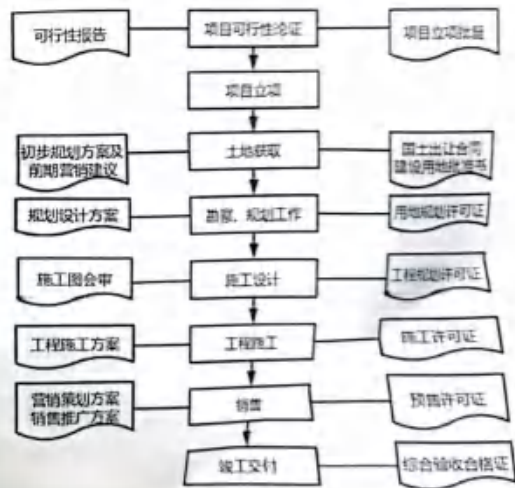 可行性报告
项目可行性论证
项目立项批复
项目立项
初步规划方案及
前期营销建议
土地获取
国土出让合同
建设用地批准书
规划设计方案
勘察、规划工作
用地规划许可证
施工图会审
施工设计
工程规划许可证
工程施工方案
工程施工
施工许可证
营销策划方案
销售推广方案
销售
预售许可证
竣工交付
综合验收合格证